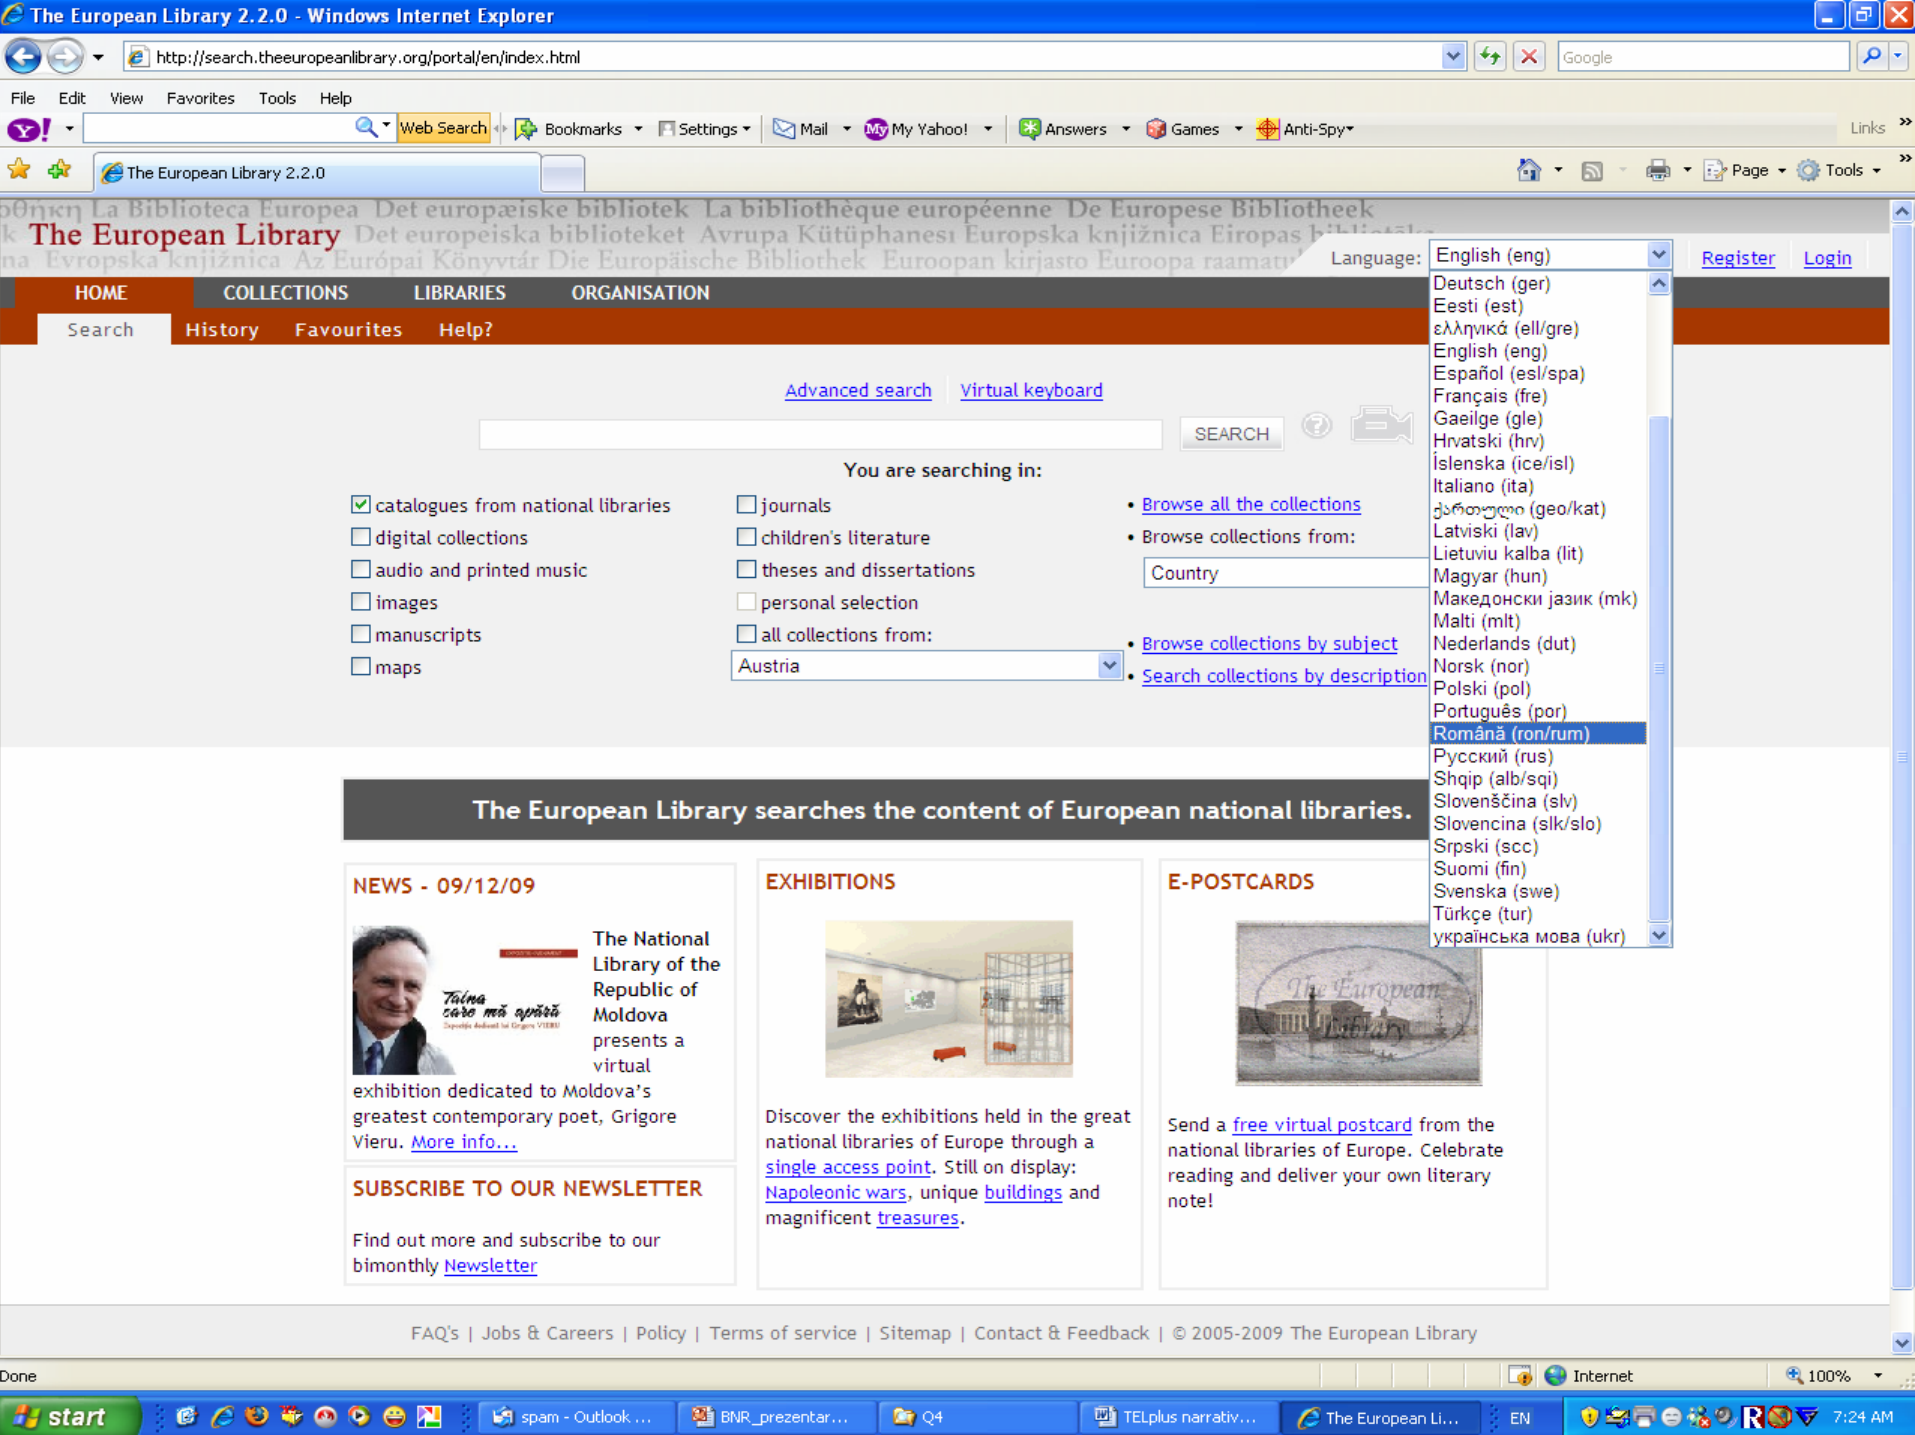 The European Library 2.2.0 - Windows Internet Explorer
http://search.theeuropeanlibrary.org/portal/en/index.html
Google
File Edit View Favorites Tools Help
Y! Web Search Bookmarks Settings Mail My Yahoo! Answers Games Anti-Spy Links
The European Library 2.2.0
Page Tools
La Biblioteca Europea Det europæiske bibliotek La bibliothèque européenne De Europese Bibliotheek
The European Library Det europeiska biblioteket Avrupa Kütüphanesi Europska knjižnica Eiropas
Evropska knjižnica Az Európai Könyvtár Die Europäische Bibliothek Euroopan kirjasto Euroopa
Language: English (eng)
Register Login
HOME COLLECTIONS LIBRARIES ORGANISATION
Search History Favourites Help?
Deutsch (ger)
Eesti (est)
ελληνικά (ell/gre)
English (eng)
Español (esl/spa)
Français (fre)
Gaeilge (gle)
Hrvatski (hrv)
Íslenska (ice/isl)
Italiano (ita)
ქართული (geo/kat)
Latviski (lav)
Lietuviu kalba (lit)
Magyar (hun)
Македонски јазик (mk)
Malti (mlt)
Nederlands (dut)
Norsk (nor)
Polski (pol)
Português (por)
Română (ron/rum)
Русский (rus)
Shqip (alb/sqi)
Slovenščina (slv)
Slovencina (slk/slo)
Srpski (scc)
Suomi (fin)
Svenska (swe)
Türkçe (tur)
українська мова (ukr)
Advanced search Virtual keyboard
SEARCH
You are searching in:
catalogues from national libraries
digital collections
audio and printed music
images
manuscripts
maps
journals
children's literature
theses and dissertations
personal selection
all collections from:
Austria
• Browse all the collections
• Browse collections from:
Country
• Browse collections by subject
• Search collections by description
The European Library searches the content of European national libraries.
NEWS - 09/12/09
Taina
care mă apără
Expoziţie dedicată lui Grigore VIERU
The National
Library of the
Republic of
Moldova
presents a
virtual
exhibition dedicated to Moldova's
greatest contemporary poet, Grigore
Vieru. More info...
SUBSCRIBE TO OUR NEWSLETTER
Find out more and subscribe to our
bimonthly Newsletter
EXHIBITIONS
Discover the exhibitions held in the great
national libraries of Europe through a
single access point. Still on display:
Napoleonic wars, unique buildings and
magnificent treasures.
E-POSTCARDS
The European
Library
Send a free virtual postcard from the
national libraries of Europe. Celebrate
reading and deliver your own literary
note!
FAQ's | Jobs & Careers | Policy | Terms of service | Sitemap | Contact & Feedback | © 2005-2009 The European Library
Done
Internet
100%
start
spam - Outlook ...
BNR_prezentar...
Q4
TELplus narrativ...
The European Li...
EN
7:24 AM